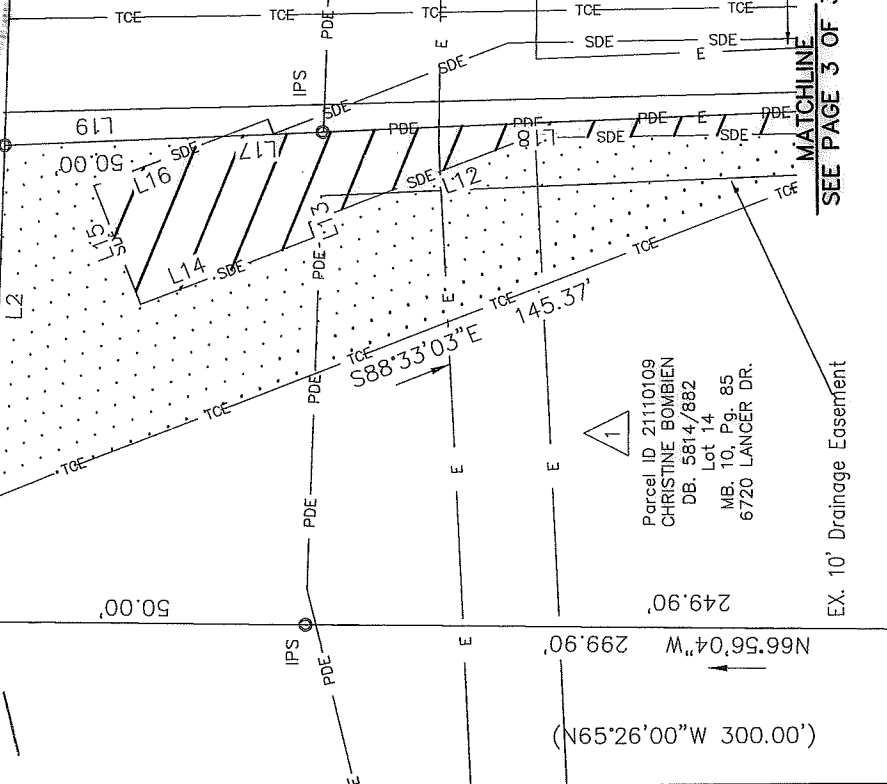 TCE
TCE
TCE
TCE
TCE
PDE
E
SDE
SDE
E
SDE
SDE
IPS
L19
50.00'
L16
SDE
L17
PDE
PDE
PDE
E
PDE
L18
SDE
SDE
L15
SDE
L14
SDE
L13
SDE
L12
L2
PDE
E
TCE
TCE
TCE
TCE
TCE
TCE
S88°33'03"E
145.37'
MATCHLINE
SEE PAGE 3 OF 3
PDE
PDE
E
E
1
Parcel ID 21110109
CHRISTINE BOMBIEN
DB. 5814/882
Lot 14
MB. 10, Pg. 85
6720 LANCER DR.
EX. 10' Drainage Easement
50.00'
IPS
PDE
E
E
249.90'
299.90'
N66°56'04"W
(N65°26'00"W 300.00')